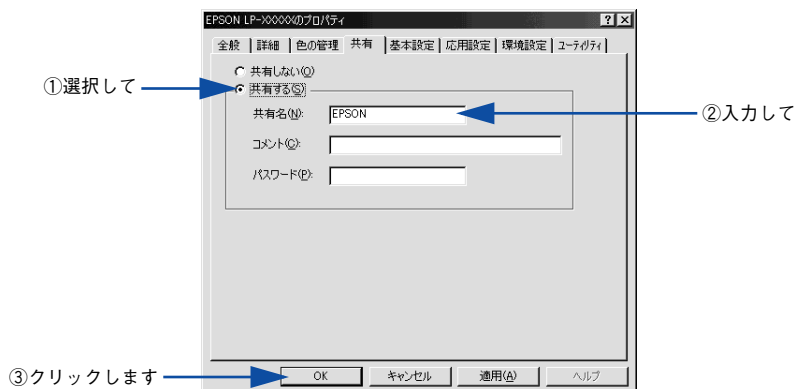 EPSON LP-XXXXXのプロパティ
全般 詳細 色の管理 共有 基本設定 応用設定 環境設定 ユーティリティ
共有しない(O)
①選択して
共有する(S)
共有名(N): EPSON
②入力して
コメント(C):
パスワード(P):
③クリックします
OK キャンセル 適用(A) ヘルプ